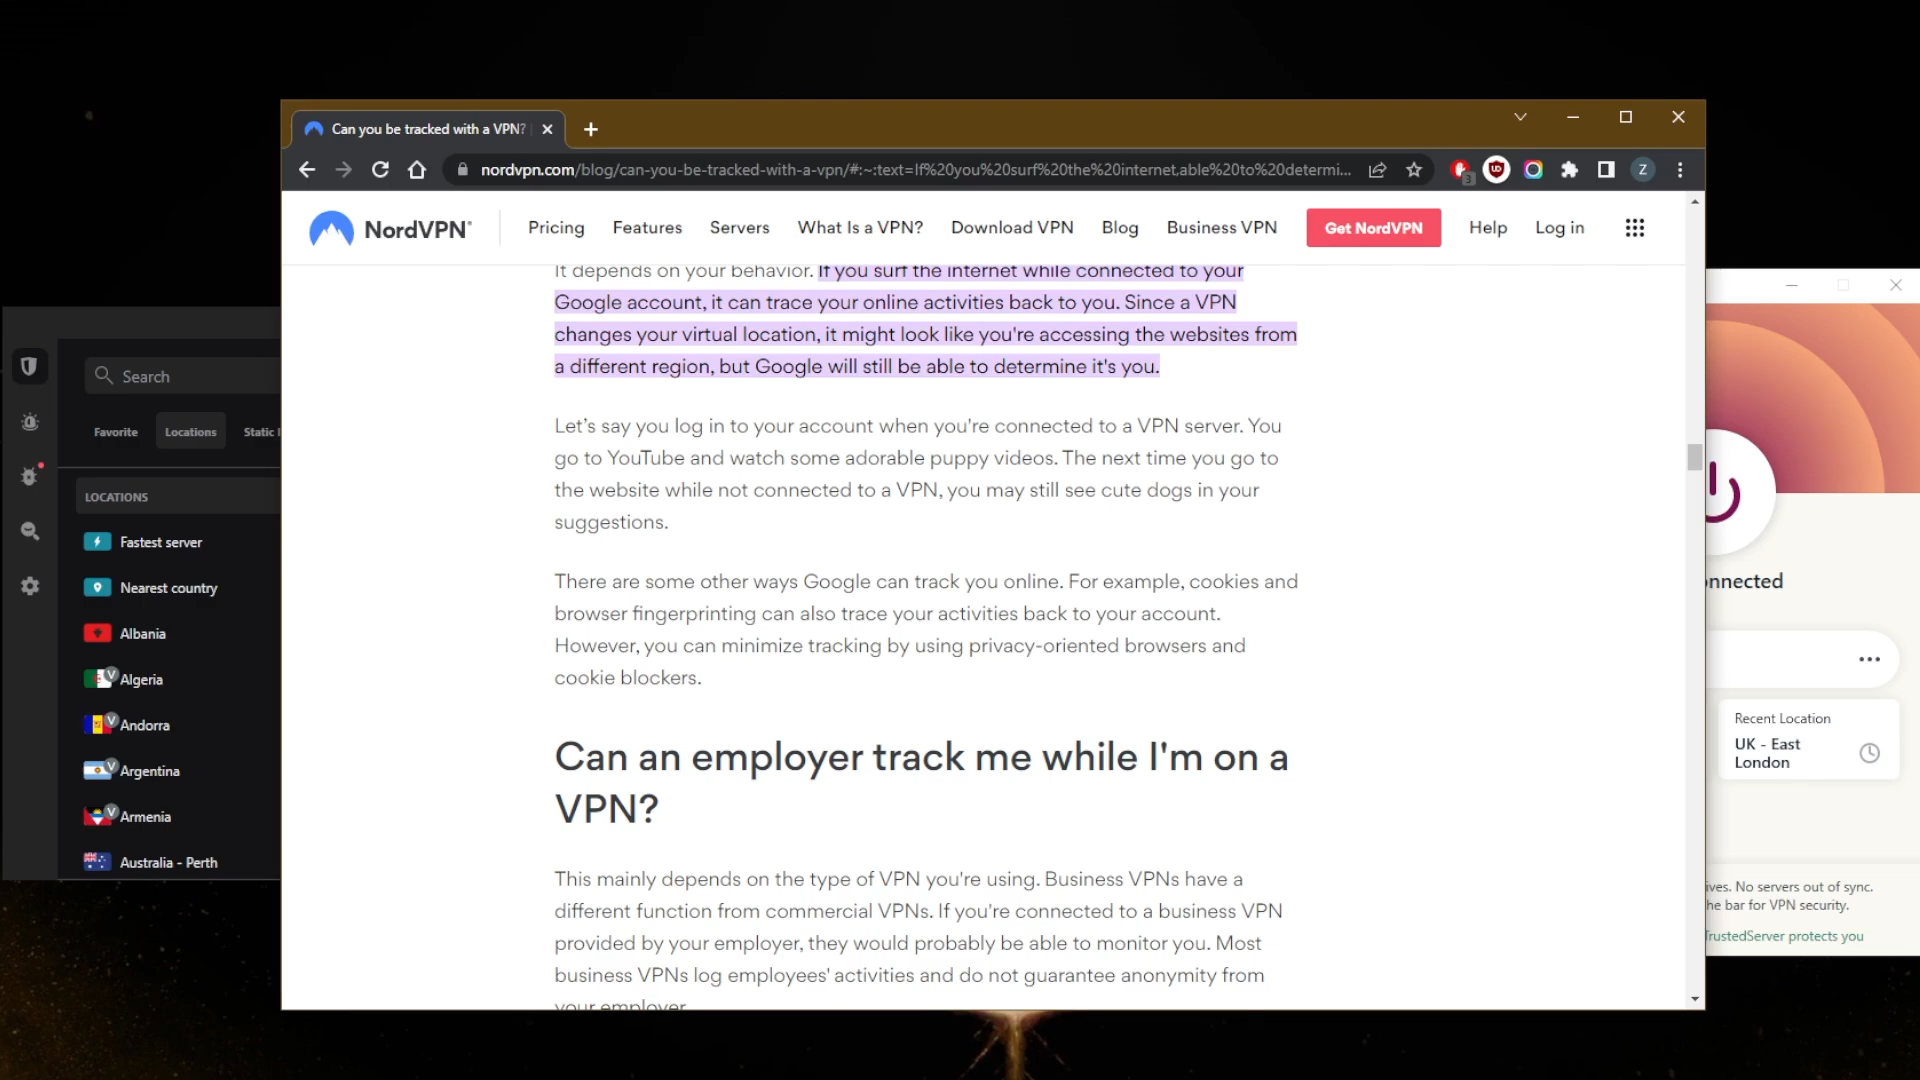 Can you be tracked with a VPN?
nordvpn.com/blog/can-you-be-tracked-with-a-vpn/#:~:text=If%20you%20surf%20the%20internet,able%20to%20determi...
3
Z
NordVPN®
Pricing
Features
Servers
What Is a VPN?
Download VPN
Blog
Business VPN
Get NordVPN
Help
Log in
It depends on your behavior. If you surf the internet while connected to your
Google account, it can trace your online activities back to you. Since a VPN
changes your virtual location, it might look like you're accessing the websites from
a different region, but Google will still be able to determine it's you.
Let’s say you log in to your account when you're connected to a VPN server. You
go to YouTube and watch some adorable puppy videos. The next time you go to
the website while not connected to a VPN, you may still see cute dogs in your
suggestions.
There are some other ways Google can track you online. For example, cookies and
browser fingerprinting can also trace your activities back to your account.
However, you can minimize tracking by using privacy-oriented browsers and
cookie blockers.
Can an employer track me while I'm on a
VPN?
This mainly depends on the type of VPN you're using. Business VPNs have a
different function from commercial VPNs. If you're connected to a business VPN
provided by your employer, they would probably be able to monitor you. Most
business VPNs log employees' activities and do not guarantee anonymity from
your employer
Search
Favorite
Locations
Static I
LOCATIONS
Fastest server
Nearest country
Albania
V
Algeria
V
Andorra
V
Argentina
V
Armenia
Australia - Perth
nnected
Recent Location
UK - East
London
ives. No servers out of sync.
he bar for VPN security.
TrustedServer protects you